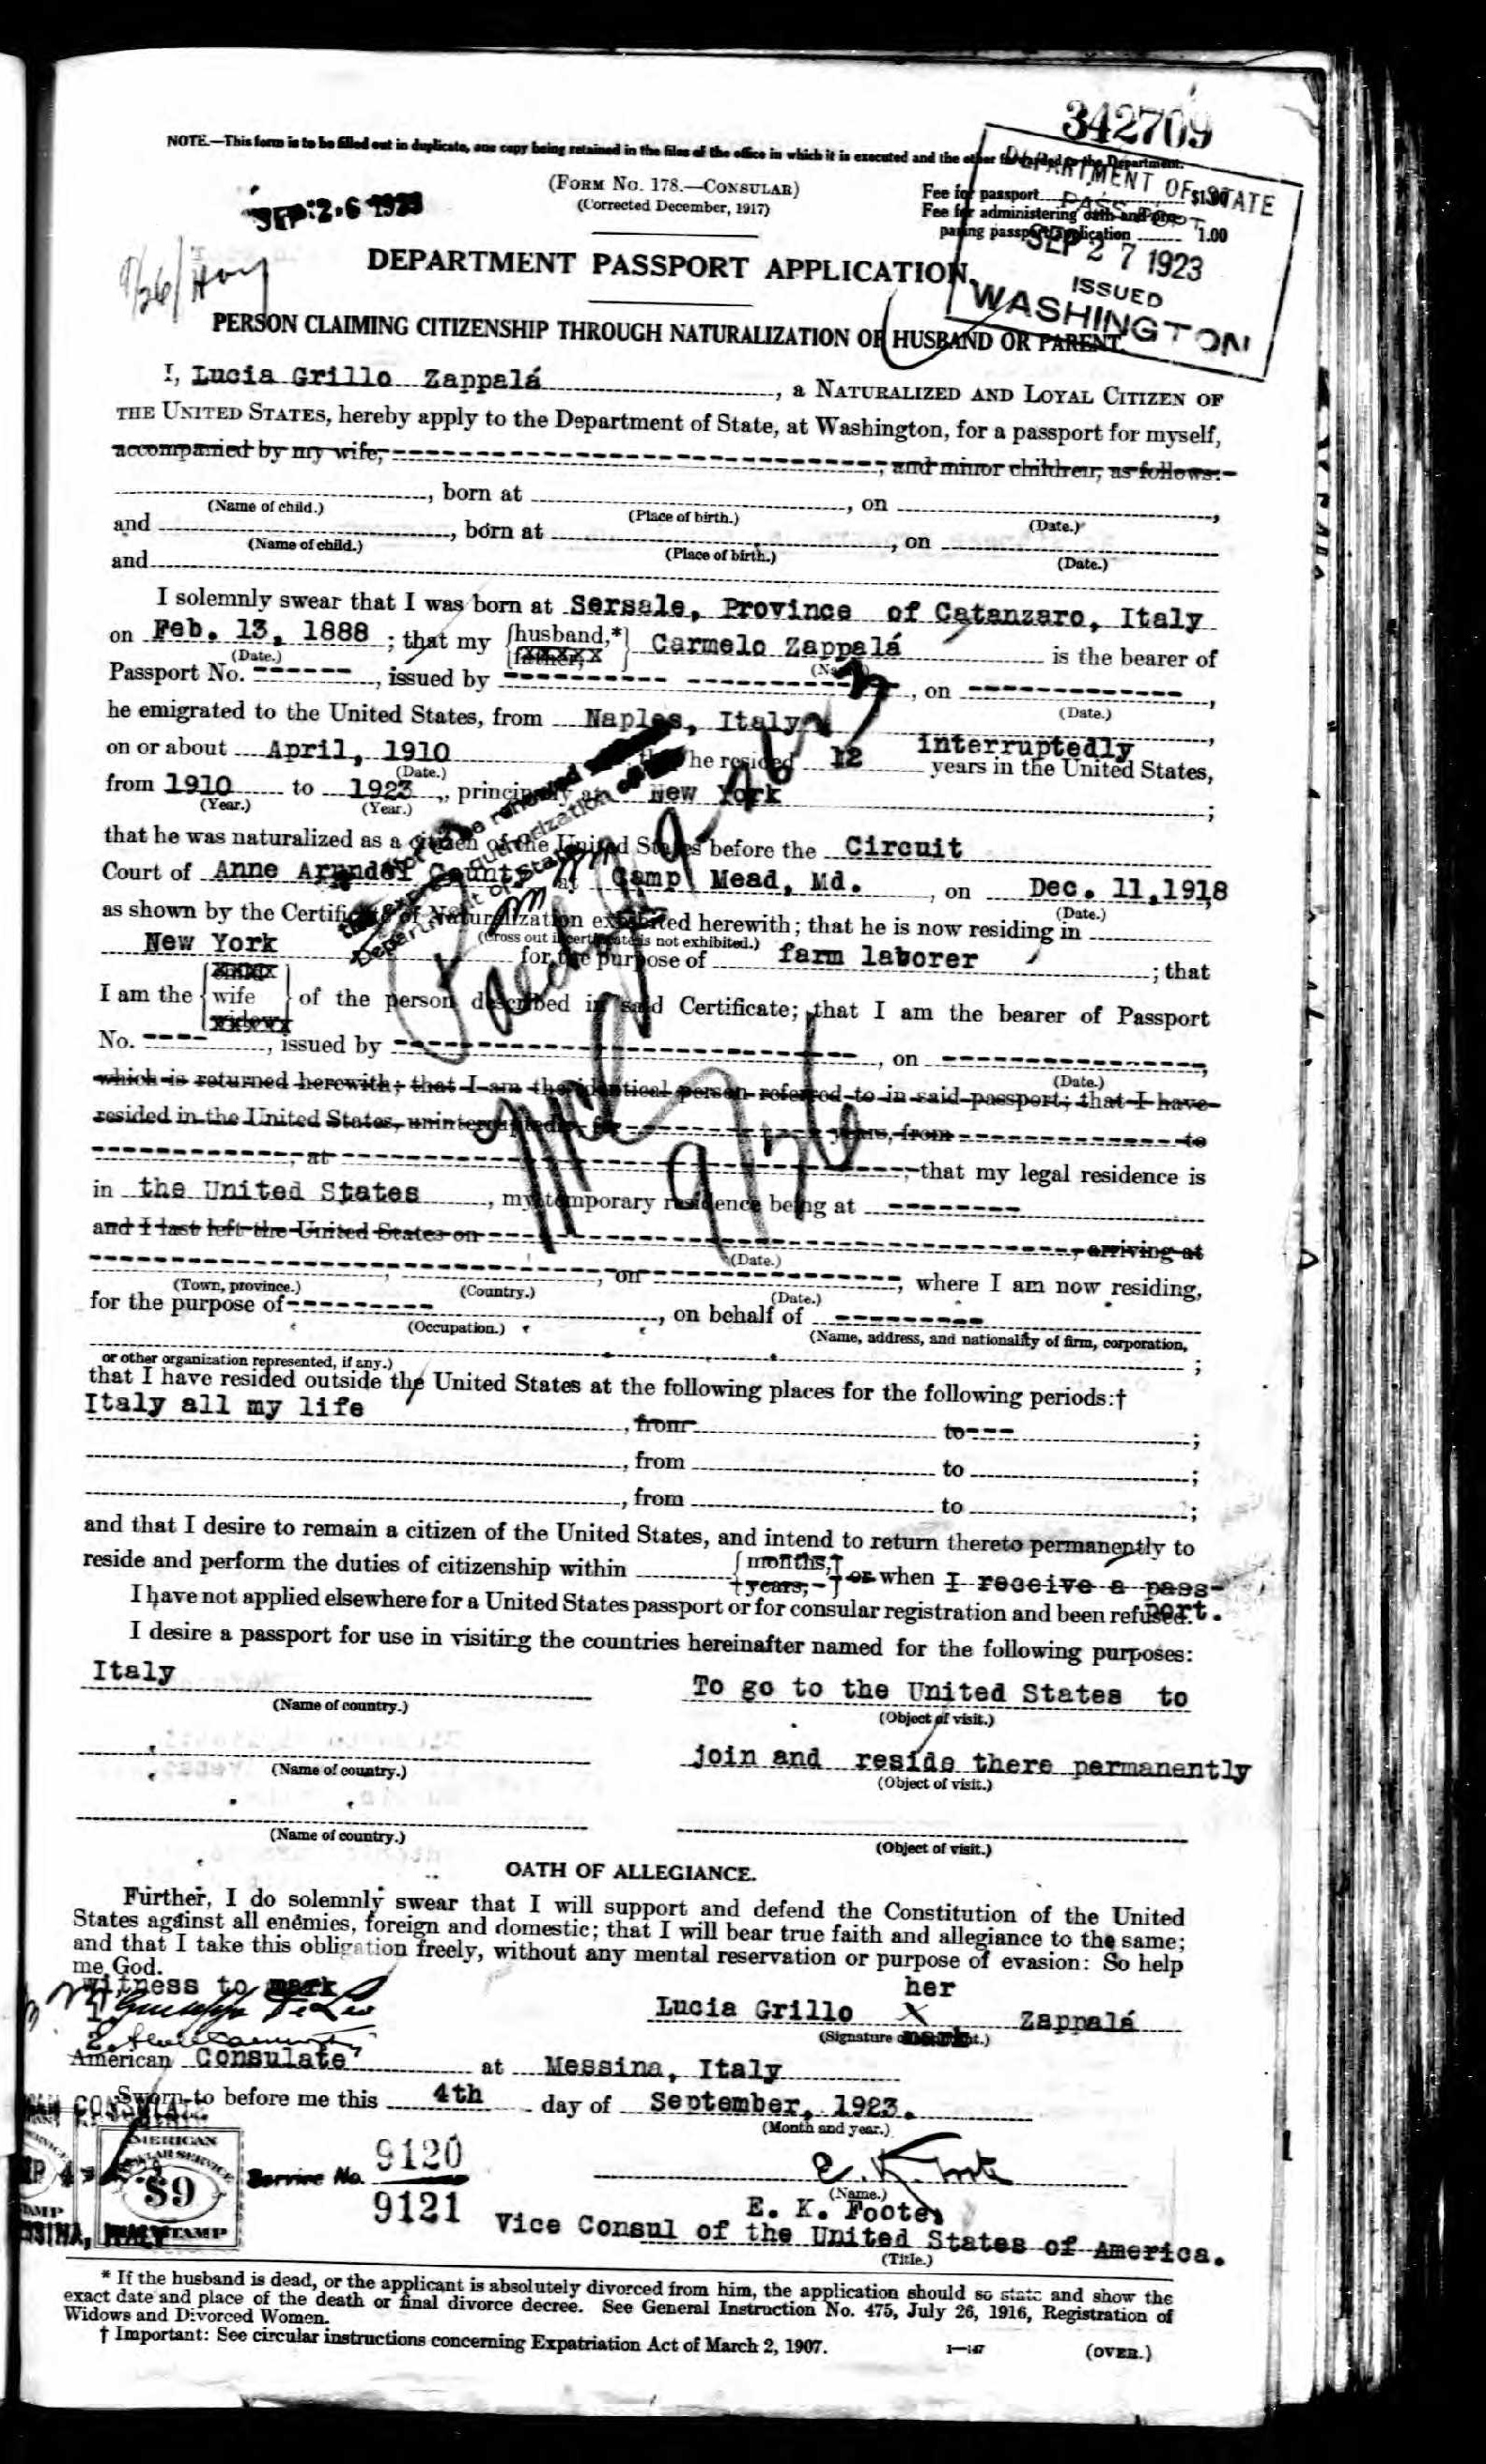 342709
NOTE.—This form is to be filled out in duplicate, one copy being retained in the files of the office in which it is executed and the other forwarded to the Department.
(FORM NO. 178.—CONSULAR)
(Corrected December, 1917)
SEP 26 1923
Fee for passport $1.00
Fee for administering oath and pre-
paring passport application 1.00
DEPARTMENT OF STATE
PASSPORT
SEP 27 1923
ISSUED
WASHINGTON
9/26/
DEPARTMENT PASSPORT APPLICATION.
PERSON CLAIMING CITIZENSHIP THROUGH NATURALIZATION OF HUSBAND OR PARENT.
I, Lucia Grillo Zappalá, a NATURALIZED AND LOYAL CITIZEN OF
THE UNITED STATES, hereby apply to the Department of State, at Washington, for a passport for myself,
accompanied by my wife, ; and minor children, as follows:
, born at , on ,
(Name of child.) (Place of birth.) (Date.)
and , born at , on
(Name of child.) (Place of birth.) (Date.)
and
I solemnly swear that I was born at Sersale, Province of Catanzaro, Italy
on Feb. 13, 1888 ; that my {husband,* father,} Carmelo Zappalá is the bearer of
(Date.) (Name.)
Passport No. ------, issued by ----------, on ----------,
(Date.)
he emigrated to the United States, from Naples, Italy,
on or about April, 1910 he resided 12 interruptedly years in the United States,
(Date.)
from 1910 to 1923, principally at New York ;
(Year.) (Year.)
that he was naturalized as a citizen of the United States before the Circuit
Court of Anne Arundel County at Camp Mead, Md., on Dec. 11, 1918,
(Date.)
as shown by the Certificate of Naturalization exhibited herewith; that he is now residing in
(Cross out if certificate is not exhibited.)
New York for the purpose of farm laborer ; that
I am the { wife widow } of the person described in said Certificate; that I am the bearer of Passport
No. ----, issued by ----------, on ----------,
(Date.)
which is returned herewith; that I am the identical person referred to in said passport; that I have
resided in the United States, uninterruptedly, for years, from to
, at ; that my legal residence is
in the United States, my temporary residence being at --------
and I last left the United States on , arriving at
(Date.)
, , on , where I am now residing,
(Town, province.) (Country.) (Date.)
for the purpose of ----------, on behalf of ----------
(Occupation.) (Name, address, and nationality of firm, corporation,
or other organization represented, if any.) ;
that I have resided outside the United States at the following places for the following periods:†
Italy all my life, from to --- ;
, from to ;
, from to ;
and that I desire to remain a citizen of the United States, and intend to return thereto permanently to
reside and perform the duties of citizenship within {months,† years,} or when I receive a pass-
port.
I have not applied elsewhere for a United States passport or for consular registration and been refused.
I desire a passport for use in visiting the countries hereinafter named for the following purposes:
Italy To go to the United States to
(Name of country.) (Object of visit.)
join and reside there permanently
(Name of country.) (Object of visit.)
(Name of country.) (Object of visit.)
OATH OF ALLEGIANCE.
Further, I do solemnly swear that I will support and defend the Constitution of the United
States against all enemies, foreign and domestic; that I will bear true faith and allegiance to the same;
and that I take this obligation freely, without any mental reservation or purpose of evasion: So help
me God.
witness to mark
her
Lucia Grillo X Zappalá
(Signature of
mark
American Consulate at Messina, Italy
Sworn to before me this 4th day of September, 1923.
(Month and year.)
AMERICAN
CONSULAR SERVICE
$9
STAMP
Service No. 9120
9121
(Name.)
E. K. Foote,
Vice Consul of the United States of America.
(Title.)
* If the husband is dead, or the applicant is absolutely divorced from him, the application should so state and show the
exact date and place of the death or final divorce decree. See General Instruction No. 475, July 26, 1916, Registration of
Widows and Divorced Women.
† Important: See circular instructions concerning Expatriation Act of March 2, 1907.
1—147
(OVER.)